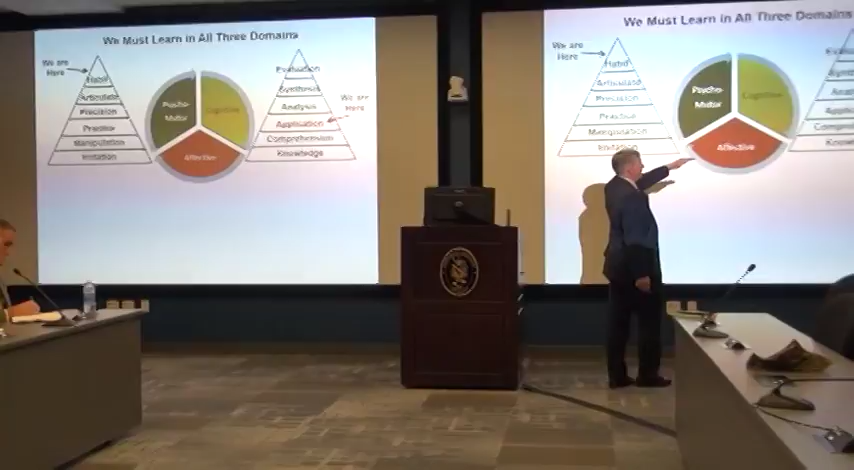 We Must Learn in All Three Domains
We are
Here
Habit
Articulate
Precision
Practice
Manipulation
Imitation
Psycho-
Motor
Cognitive
Affective
Evaluation
Synthesis
Analysis
Application
Comprehension
Knowledge
We are
Here
We Must Learn in All Three Domains
We are
Here
Habit
Articulate
Precision
Practice
Manipulation
Imitation
Psycho-
Motor
Cognitive
Affective